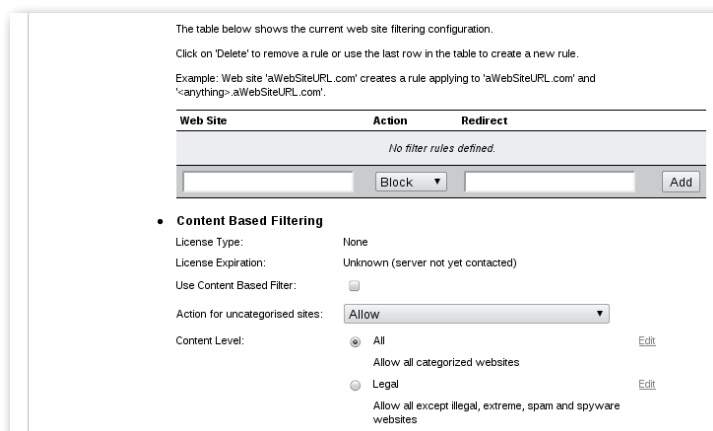 The table below shows the current web site filtering configuration.
Click on 'Delete' to remove a rule or use the last row in the table to create a new rule.
Example: Web site 'aWebSiteURL.com' creates a rule applying to 'aWebSiteURL.com' and
'<anything>.aWebSiteURL.com'.
Web Site Action Redirect
No filter rules defined.
Block Add
Content Based Filtering
License Type: None
License Expiration: Unknown (server not yet contacted)
Use Content Based Filter:
Action for uncategorised sites: Allow
Content Level: All Edit
Allow all categorized websites
Legal Edit
Allow all except illegal, extreme, spam and spyware
websites